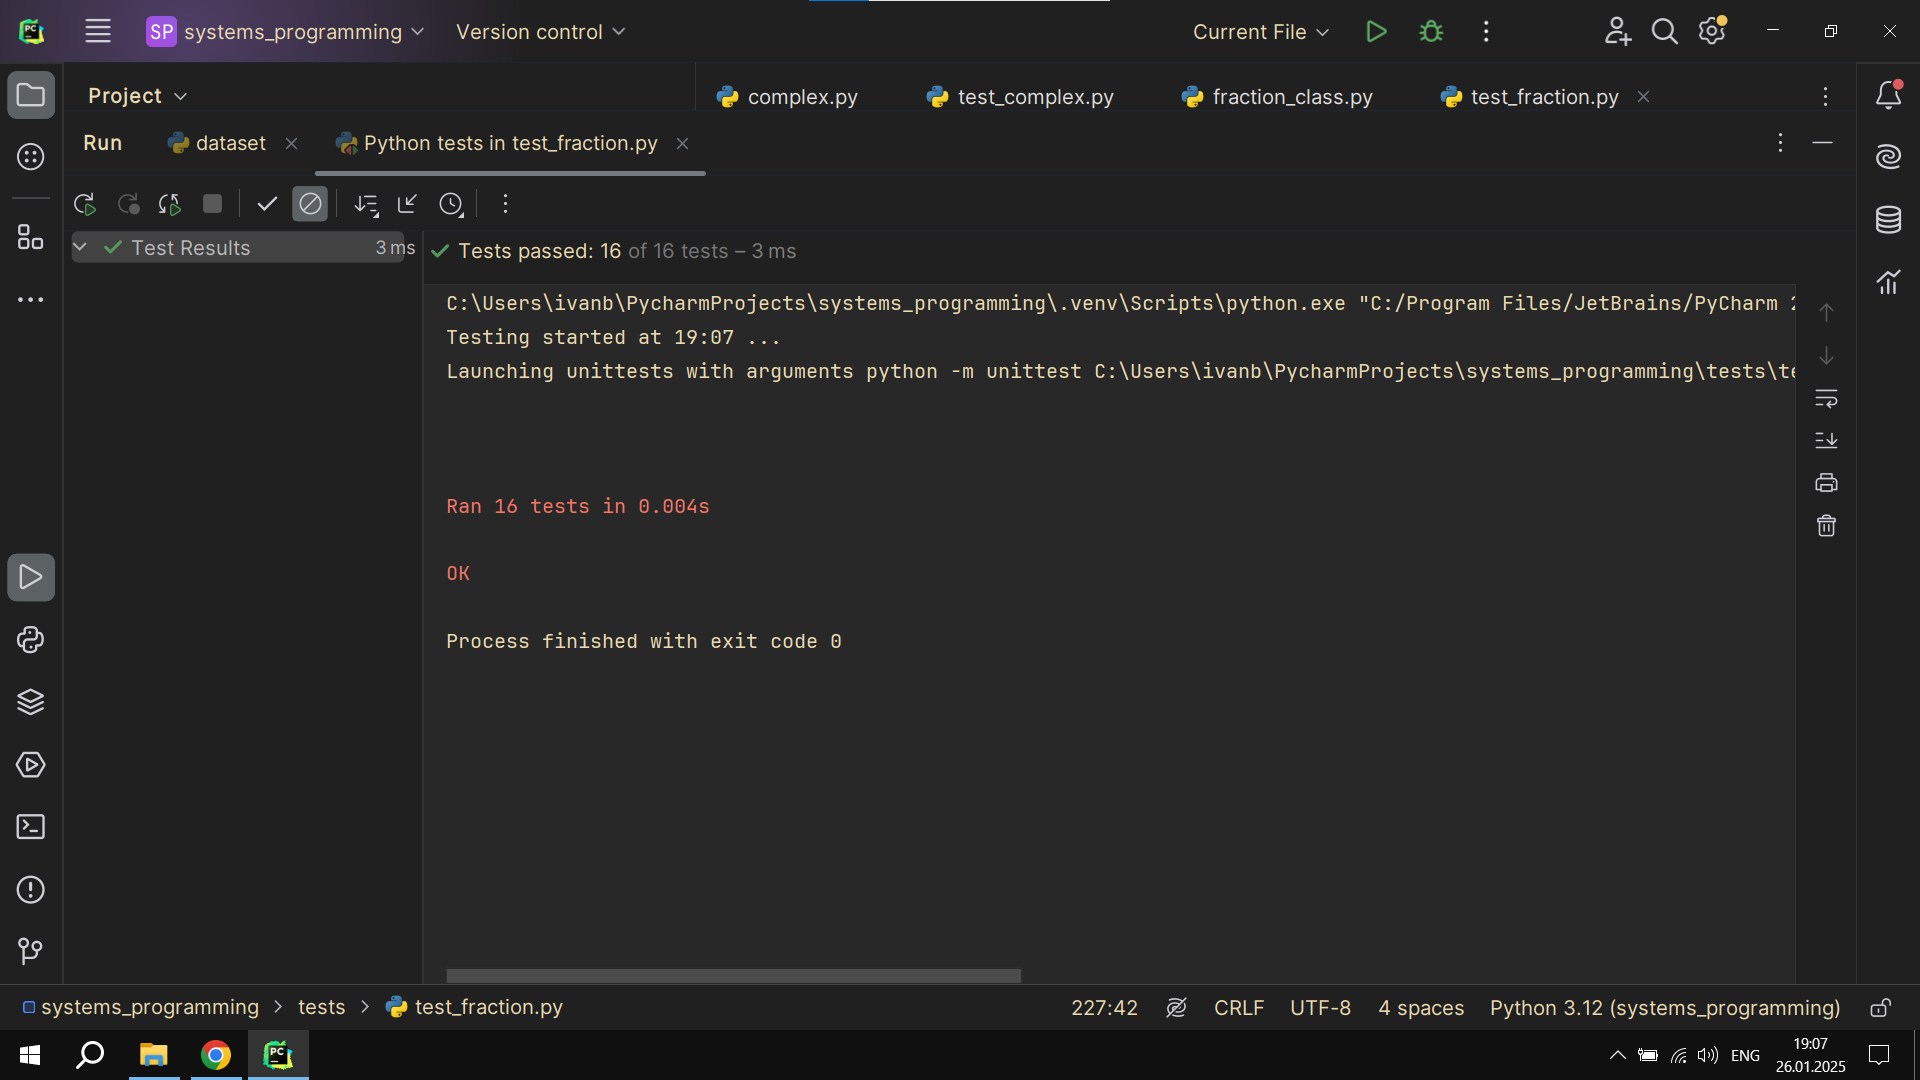 SP systems_programming Version control Current File
Project complex.py test_complex.py fraction_class.py test_fraction.py
Run dataset Python tests in test_fraction.py
Test Results 3 ms
Tests passed: 16 of 16 tests – 3 ms
C:\Users\ivanb\PycharmProjects\systems_programming\.venv\Scripts\python.exe "C:/Program Files/JetBrains/PyCharm
Testing started at 19:07 ...
Launching unittests with arguments python -m unittest C:\Users\ivanb\PycharmProjects\systems_programming\tests\te
Ran 16 tests in 0.004s
OK
Process finished with exit code 0
systems_programming > tests > test_fraction.py 227:42 CRLF UTF-8 4 spaces Python 3.12 (systems_programming)
PC ENG 19:07
26.01.2025